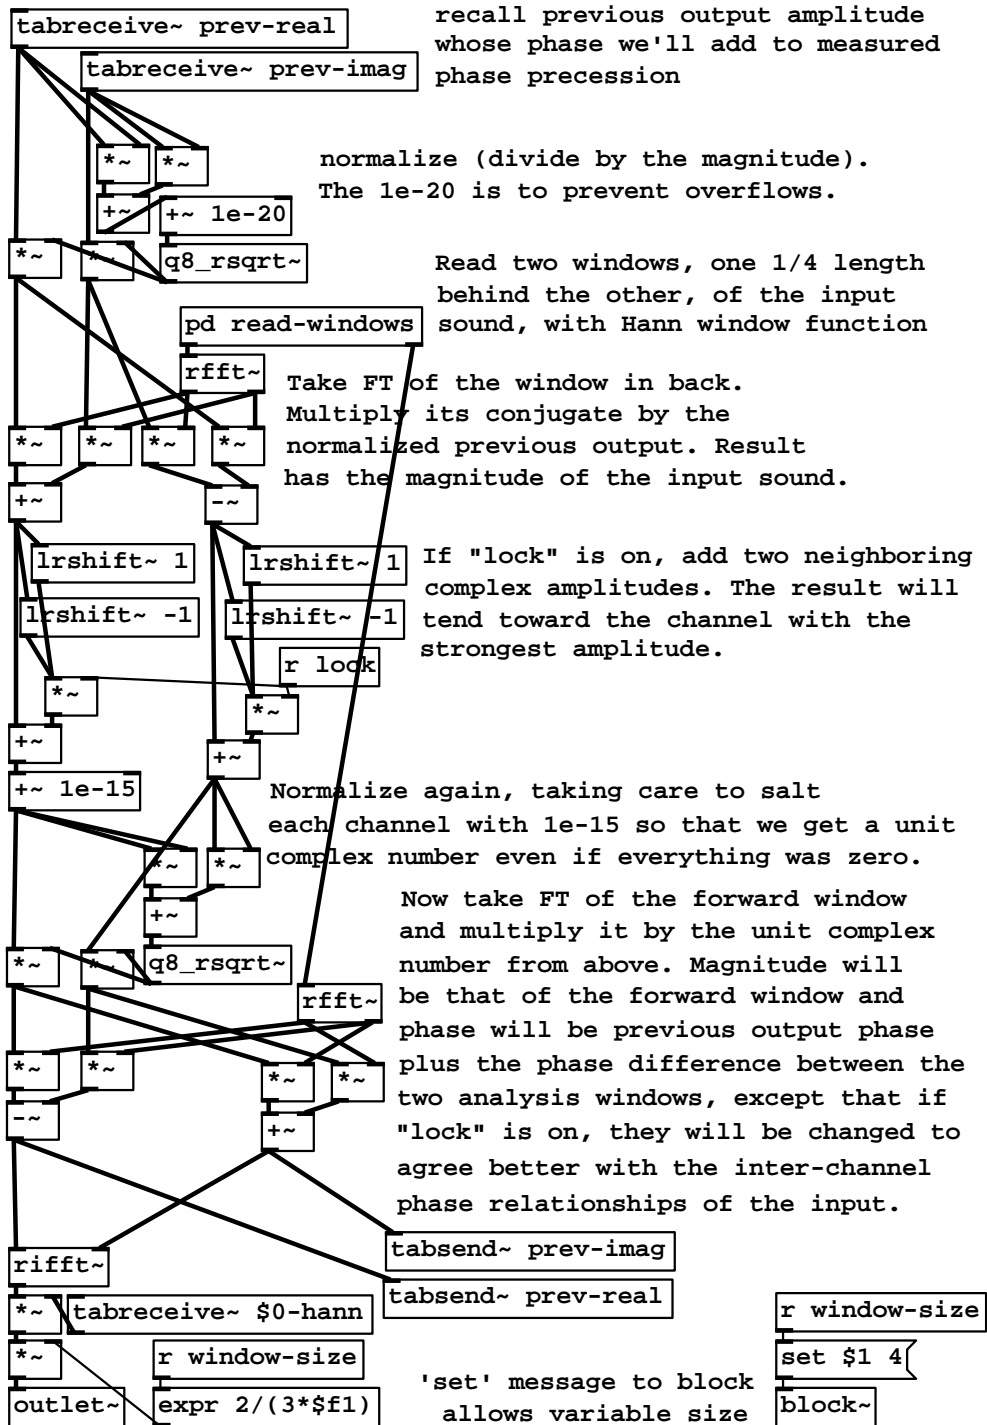 tabreceive~ prev-real
recall previous output amplitude
whose phase we'll add to measured
phase precession
tabreceive~ prev-imag
*~
*~
normalize (divide by the magnitude).
The 1e-20 is to prevent overflows.
+~
+~ 1e-20
*~
*~
q8_rsqrt~
Read two windows, one 1/4 length
behind the other, of the input
sound, with Hann window function
pd read-windows
rfft~
Take FT of the window in back.
Multiply its conjugate by the
normalized previous output. Result
has the magnitude of the input sound.
*~
*~
*~
*~
+~
-~
lrshift~ 1
lrshift~ 1
If "lock" is on, add two neighboring
complex amplitudes. The result will
tend toward the channel with the
strongest amplitude.
lrshift~ -1
lrshift~ -1
r lock
*~
*~
+~
+~
+~ 1e-15
Normalize again, taking care to salt
each channel with 1e-15 so that we get a unit
complex number even if everything was zero.
*~
*~
+~
*~
*~
q8_rsqrt~
Now take FT of the forward window
and multiply it by the unit complex
number from above. Magnitude will
be that of the forward window and
phase will be previous output phase
plus the phase difference between the
two analysis windows, except that if
"lock" is on, they will be changed to
agree better with the inter-channel
phase relationships of the input.
rfft~
*~
*~
*~
*~
-~
+~
tabsend~ prev-imag
rifft~
tabsend~ prev-real
*~
tabreceive~ $0-hann
r window-size
*~
r window-size
set $1 4
'set' message to block
allows variable size
outlet~
expr 2/(3*$f1)
block~